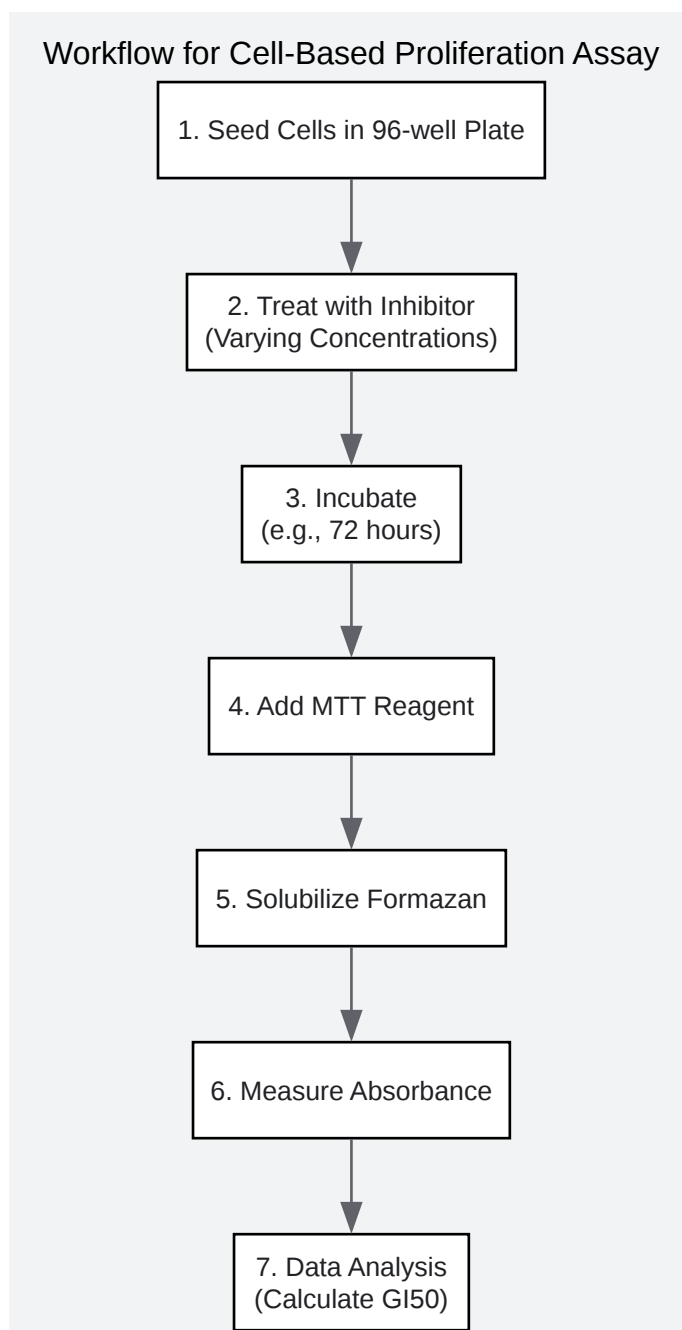 Workflow for Cell-Based Proliferation Assay
1. Seed Cells in 96-well Plate
2. Treat with Inhibitor
(Varying Concentrations)
3. Incubate
(e.g., 72 hours)
4. Add MTT Reagent
5. Solubilize Formazan
6. Measure Absorbance
7. Data Analysis
(Calculate GI50)